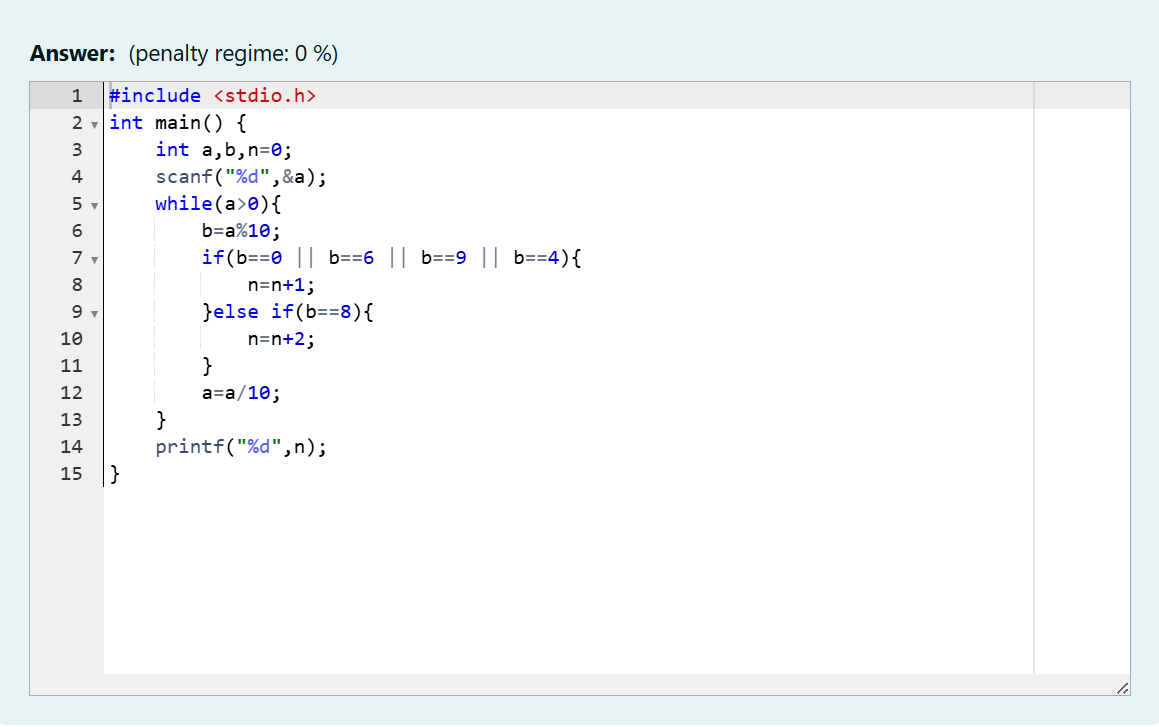 Answer: (penalty regime: 0 %)
1 #include <stdio.h>
2 int main() {
3     int a,b,n=0;
4     scanf("%d",&a);
5     while(a>0){
6         b=a%10;
7         if(b==0 || b==6 || b==9 || b==4){
8             n=n+1;
9         }else if(b==8){
10             n=n+2;
11         }
12         a=a/10;
13     }
14     printf("%d",n);
15 }